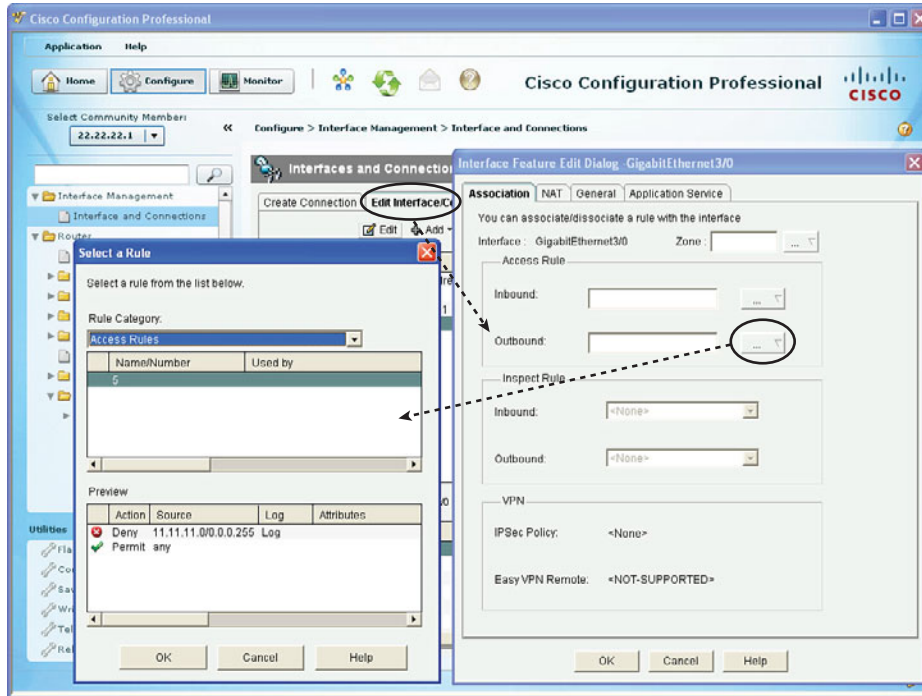 Cisco Configuration Professional
Application Help
Home Configure Monitor
Cisco Configuration Professional
CISCO
Select Community Member:
22.22.22.1
Configure > Interface Management > Interface and Connections
Interface Management
Interface and Connections
Router
Utilities
Interfaces and Connection
Create Connection Edit Interface/C
Edit Add
Select a Rule
Select a rule from the list below.
Rule Category:
Access Rules
Name/Number Used by
5
Preview
Action Source Log Attributes
Deny 11.11.11.0/0.0.0.255 Log
Permit any
OK Cancel Help
Interface Feature Edit Dialog -GigabitEthernet3/0
Association NAT General Application Service
You can associate/dissociate a rule with the interface
Interface : GigabitEthernet3/0 Zone : ...
Access Rule
Inbound: ...
Outbound: ...
Inspect Rule
Inbound: <None>
Outbound: <None>
VPN
IPSec Policy: <None>
Easy VPN Remote: <NOT-SUPPORTED>
OK Cancel Help